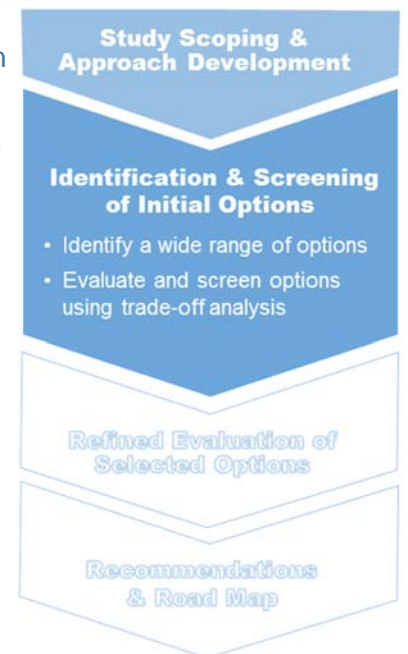 Study Scoping &
Approach Development
Identification & Screening
of Initial Options
• Identify a wide range of options
• Evaluate and screen options
using trade-off analysis
Refined Evaluation of
Selected Options
Recommendations
& Road Map